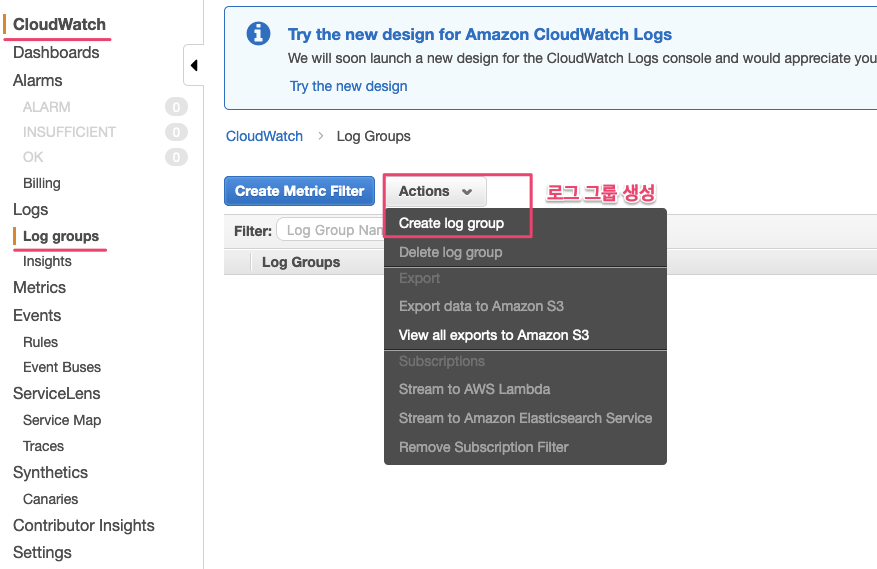 CloudWatch
Dashboards
Alarms
ALARM 0
INSUFFICIENT 0
OK 0
Billing
Logs
Log groups
Insights
Metrics
Events
Rules
Event Buses
ServiceLens
Service Map
Traces
Synthetics
Canaries
Contributor Insights
Settings
Try the new design for Amazon CloudWatch Logs
We will soon launch a new design for the CloudWatch Logs console and would appreciate you
Try the new design
CloudWatch > Log Groups
Create Metric Filter
Actions
로그 그룹 생성
Filter: Log Group Nam
Log Groups
Create log group
Delete log group
Export
Export data to Amazon S3
View all exports to Amazon S3
Subscriptions
Stream to AWS Lambda
Stream to Amazon Elasticsearch Service
Remove Subscription Filter